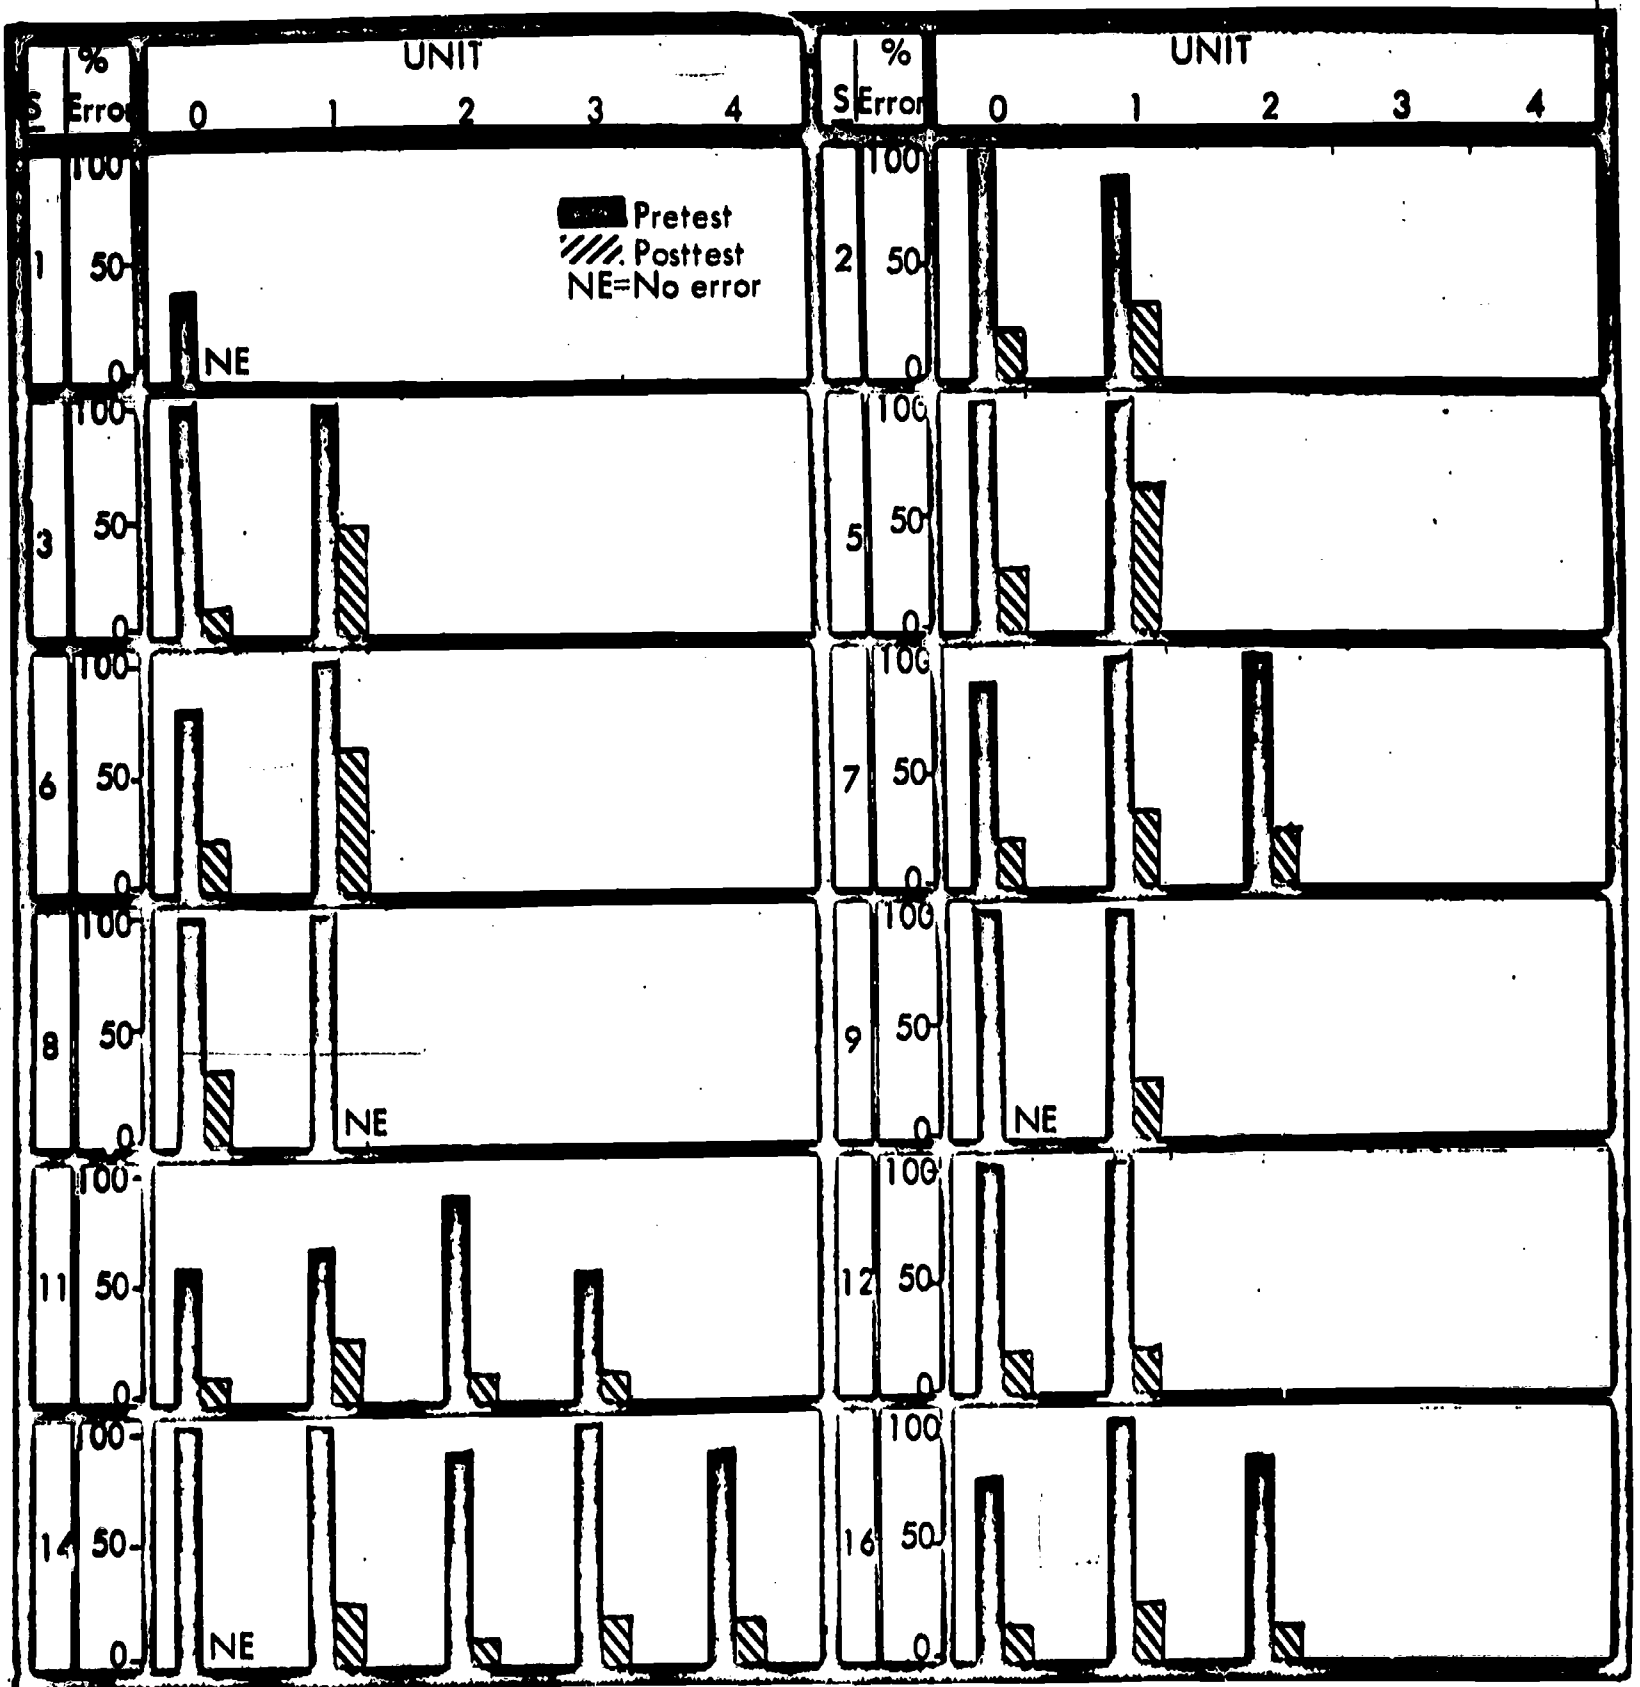 % UNIT % UNIT
S Error 0 1 2 3 4 S Error 0 1 2 3 4
100 100
Pretest
Posttest
1 50 2 50
NE=No error
0 NE 0
100 100
3 50 5 50
0 0
100 100
6 50 7 50
0 0
100 100
8 50 9 50
0 NE 0 NE
100 100
11 50 12 50
0 0
100 100
14 50 16 50
0 NE 0